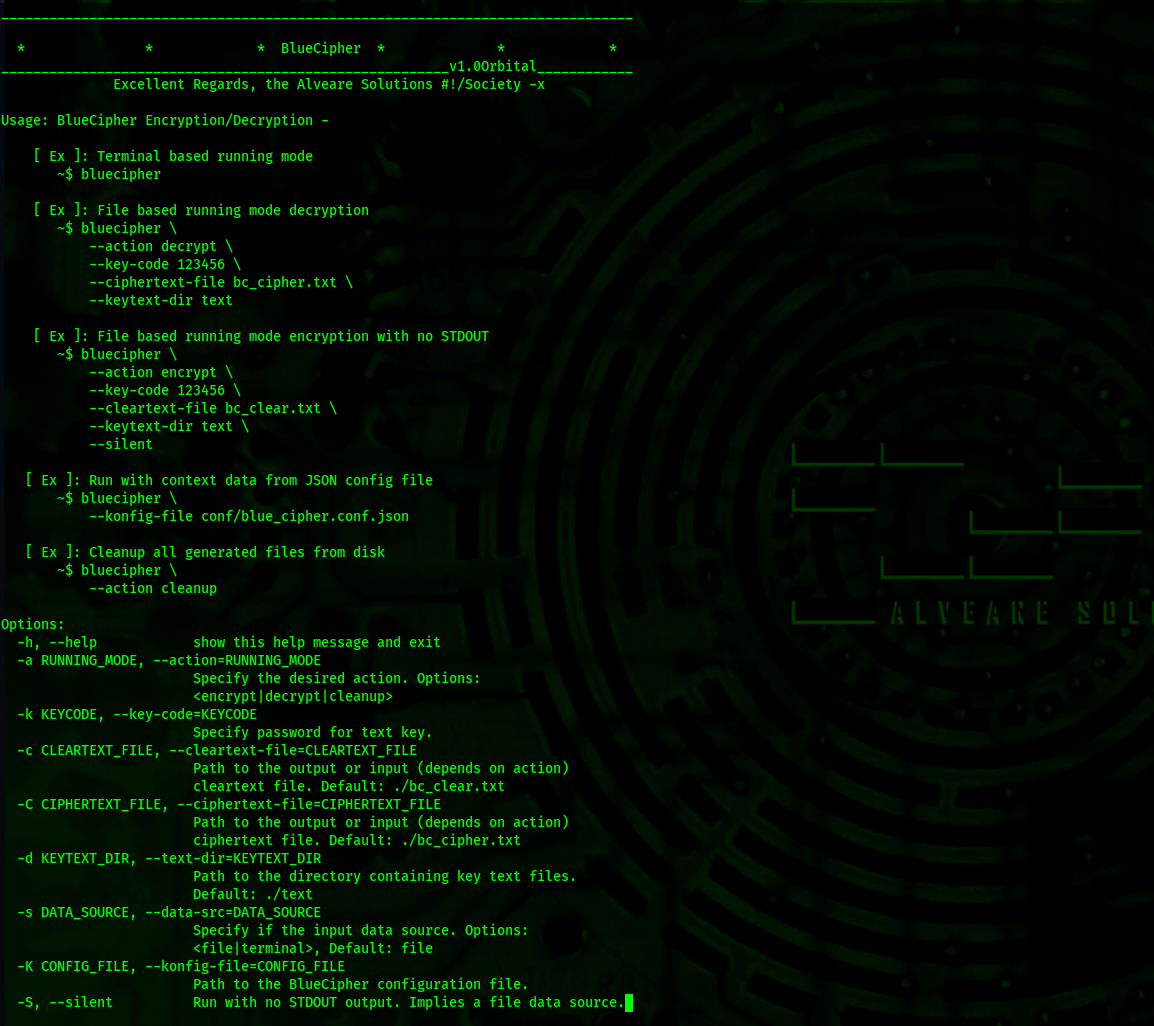 * * * BlueCipher * * *
v1.0Orbital
Excellent Regards, the Alveare Solutions #!/Society -x
Usage: BlueCipher Encryption/Decryption -
[ Ex ]: Terminal based running mode
~$ bluecipher
[ Ex ]: File based running mode decryption
~$ bluecipher \
--action decrypt \
--key-code 123456 \
--ciphertext-file bc_cipher.txt \
--keytext-dir text
[ Ex ]: File based running mode encryption with no STDOUT
~$ bluecipher \
--action encrypt \
--key-code 123456 \
--cleartext-file bc_clear.txt \
--keytext-dir text \
--silent
[ Ex ]: Run with context data from JSON config file
~$ bluecipher \
--konfig-file conf/blue_cipher.conf.json
[ Ex ]: Cleanup all generated files from disk
~$ bluecipher \
--action cleanup
ALVEARE SOL
Options:
-h, --help show this help message and exit
-a RUNNING_MODE, --action=RUNNING_MODE
Specify the desired action. Options:
<encrypt|decrypt|cleanup>
-k KEYCODE, --key-code=KEYCODE
Specify password for text key.
-c CLEARTEXT_FILE, --cleartext-file=CLEARTEXT_FILE
Path to the output or input (depends on action)
cleartext file. Default: ./bc_clear.txt
-C CIPHERTEXT_FILE, --ciphertext-file=CIPHERTEXT_FILE
Path to the output or input (depends on action)
ciphertext file. Default: ./bc_cipher.txt
-d KEYTEXT_DIR, --text-dir=KEYTEXT_DIR
Path to the directory containing key text files.
Default: ./text
-s DATA_SOURCE, --data-src=DATA_SOURCE
Specify if the input data source. Options:
<file|terminal>, Default: file
-K CONFIG_FILE, --konfig-file=CONFIG_FILE
Path to the BlueCipher configuration file.
-S, --silent Run with no STDOUT output. Implies a file data source.